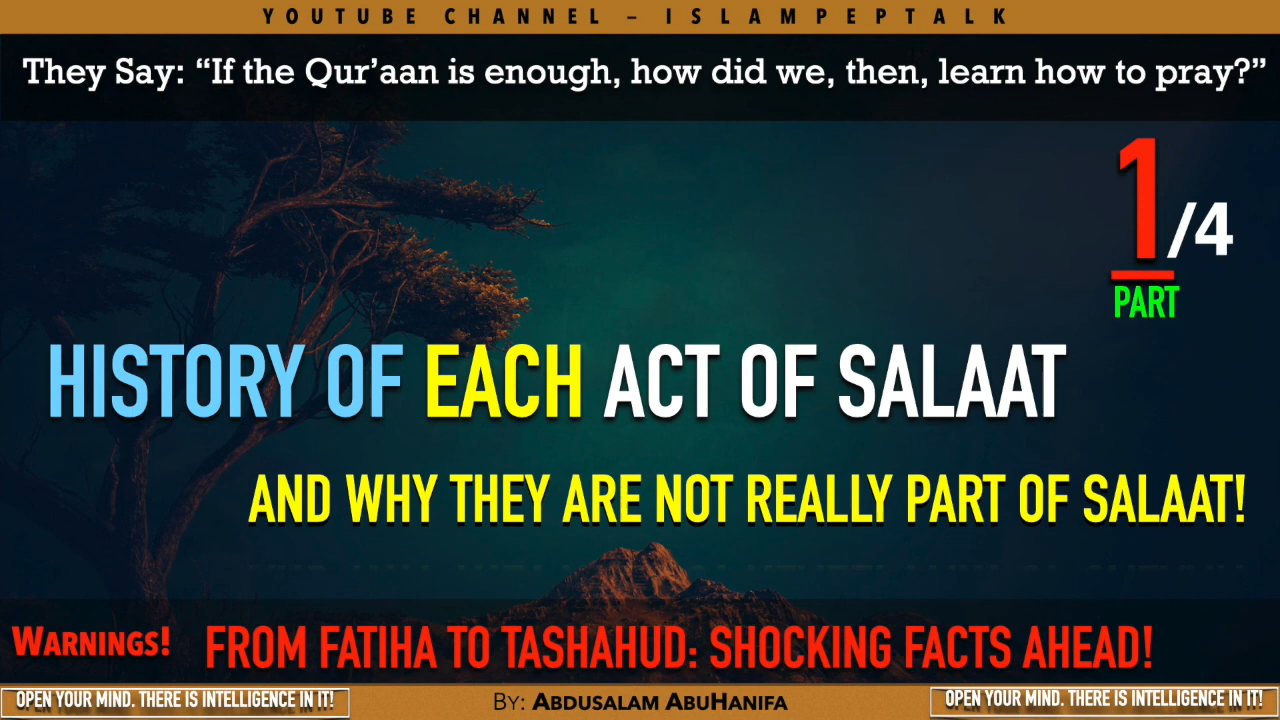 YOUTUBE CHANNEL – ISLAMPEPTALK
They Say: “If the Qur’aan is enough, how did we, then, learn how to pray?”
1/4
PART
HISTORY OF EACH ACT OF SALAAT
AND WHY THEY ARE NOT REALLY PART OF SALAAT!
WARNINGS! FROM FATIHA TO TASHAHUD: SHOCKING FACTS AHEAD!
OPEN YOUR MIND. THERE IS INTELLIGENCE IN IT!
BY: ABDUSALAM ABUHANIFA
OPEN YOUR MIND. THERE IS INTELLIGENCE IN IT!